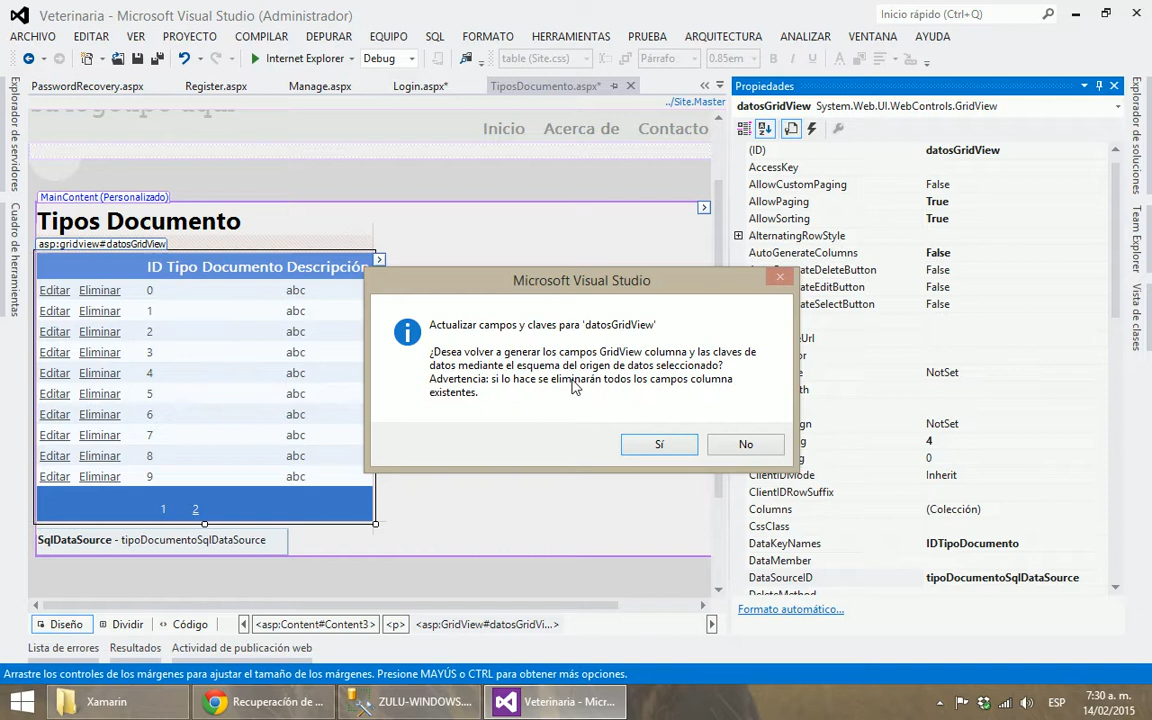 Veterinaria - Microsoft Visual Studio (Administrador)
Inicio rápido (Ctrl+Q)
ARCHIVO EDITAR VER PROYECTO COMPILAR DEPURAR EQUIPO SQL FORMATO HERRAMIENTAS PRUEBA ARQUITECTURA ANALIZAR VENTANA AYUDA
Internet Explorer Debug table (Site.css) Párrafo 0.85em B I U A
PasswordRecovery.aspx Register.aspx Manage.aspx Login.aspx* TiposDocumento.aspx*
../Site.Master
Explorador de servidores
Cuadro de herramientas
Inicio Acerca de Contacto
MainContent (Personalizado)
Tipos Documento
asp:gridview#datosGridView
ID Tipo Documento Descripción
Editar Eliminar 0 abc
Editar Eliminar 1 abc
Editar Eliminar 2 abc
Editar Eliminar 3 abc
Editar Eliminar 4 abc
Editar Eliminar 5 abc
Editar Eliminar 6 abc
Editar Eliminar 7 abc
Editar Eliminar 8 abc
Editar Eliminar 9 abc
1 2
SqlDataSource - tipoDocumentoSqlDataSource
Microsoft Visual Studio
Actualizar campos y claves para 'datosGridView'
¿Desea volver a generar los campos GridView columna y las claves de
datos mediante el esquema del origen de datos seleccionado?
Advertencia: si lo hace se eliminarán todos los campos columna
existentes.
Sí No
Propiedades
datosGridView System.Web.UI.WebControls.GridView
(ID) datosGridView
AccessKey
AllowCustomPaging False
AllowPaging True
AllowSorting True
AlternatingRowStyle
AutoGenerateColumns False
DeleteButton False
EditButton False
SelectButton False
NotSet
NotSet
4
0
ClientIDMode Inherit
ClientIDRowSuffix
Columns (Colección)
CssClass
DataKeyNames IDTipoDocumento
DataMember
DataSourceID tipoDocumentoSqlDataSource
Formato automático...
Explorador de soluciones
Team Explorer
Vista de clases
Diseño Dividir Código <asp:Content#Content3> <p> <asp:GridView#datosGridVi...>
Lista de errores Resultados Actividad de publicación web
Arrastre los controles de los márgenes para ajustar el tamaño de los márgenes. Presione MAYÚS o CTRL para obtener más opciones.
Xamarin
Recuperación de ...
ZULU-WINDOWS....
Veterinaria - Micr...
ESP
7:30 a. m.
14/02/2015